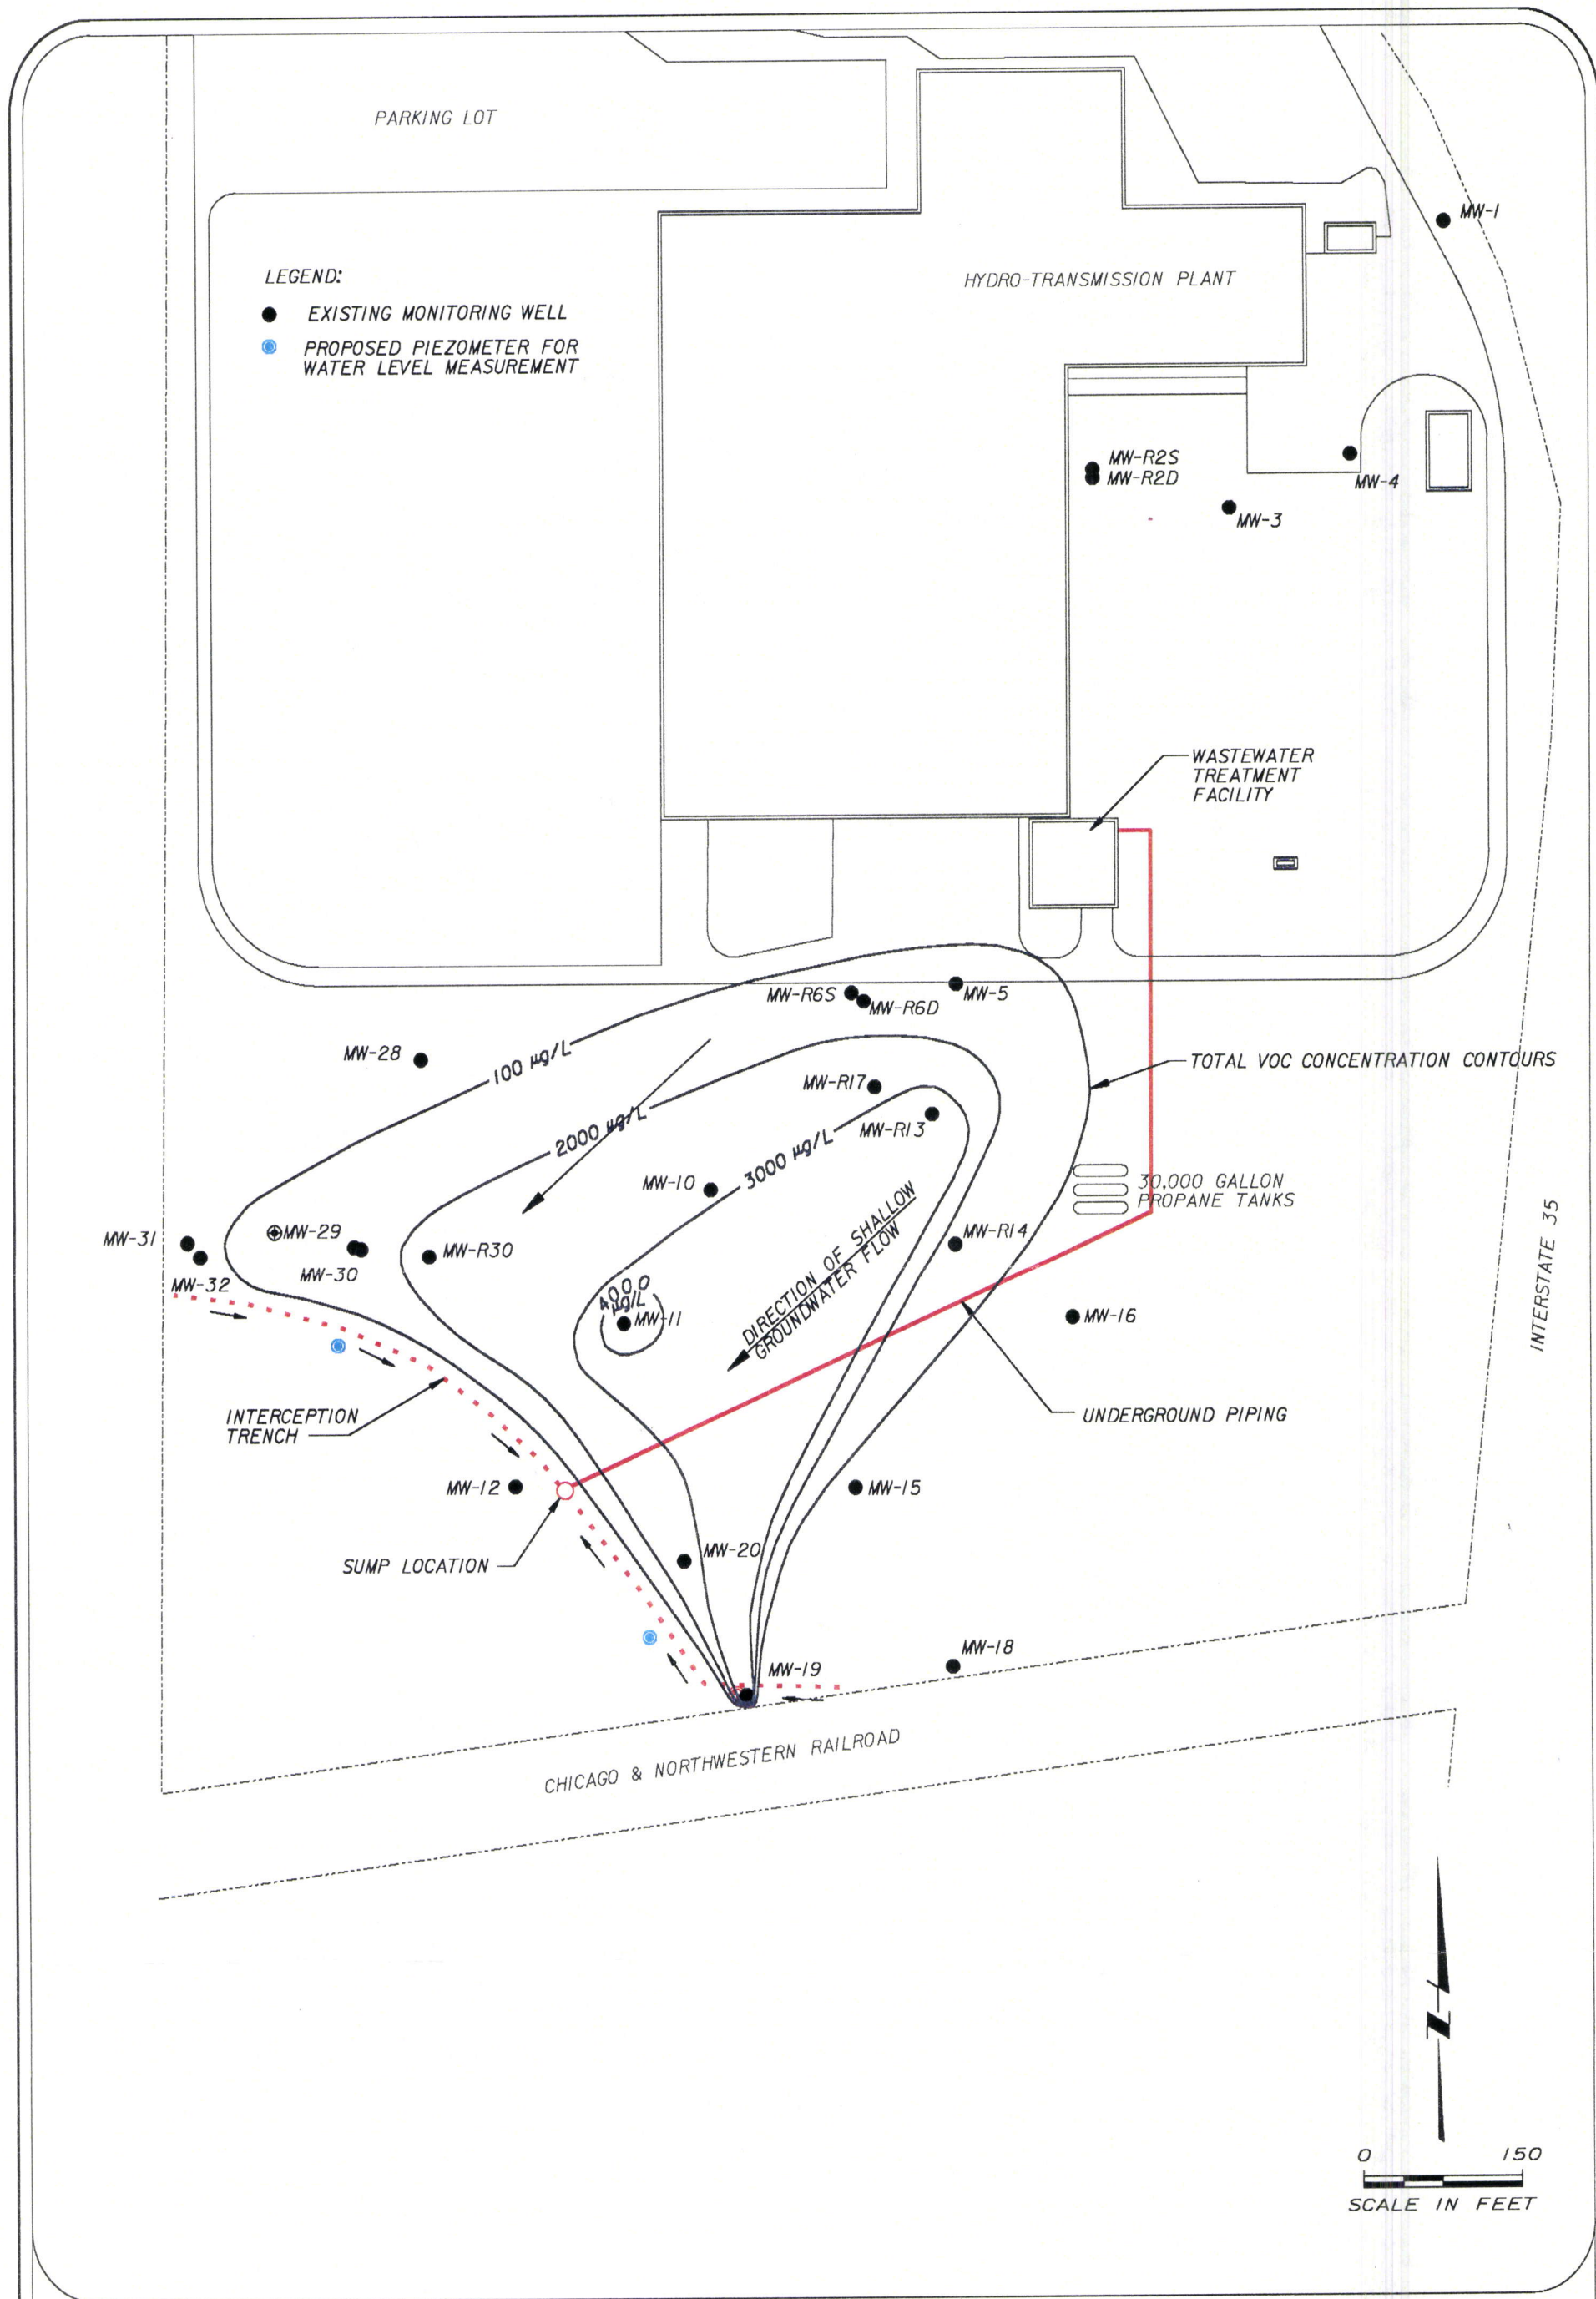 PARKING LOT
MW-1
LEGEND:
EXISTING MONITORING WELL
PROPOSED PIEZOMETER FOR
WATER LEVEL MEASUREMENT
HYDRO-TRANSMISSION PLANT
MW-R2S
MW-R2D
MW-4
MW-3
WASTEWATER
TREATMENT
FACILITY
MW-R6S
MW-5
MW-R6D
MW-28
100 µg/L
TOTAL VOC CONCENTRATION CONTOURS
MW-R17
2000 µg/L
MW-R13
3000 µg/L
MW-10
30,000 GALLON
PROPANE TANKS
MW-31
MW-29
MW-R30
MW-R14
MW-30
MW-32
4000
µg/L
MW-11
DIRECTION OF SHALLOW
GROUNDWATER FLOW
MW-16
INTERSTATE 35
INTERCEPTION
TRENCH
UNDERGROUND PIPING
MW-12
MW-15
MW-20
SUMP LOCATION
MW-18
MW-19
CHICAGO & NORTHWESTERN RAILROAD
N
0 150
SCALE IN FEET